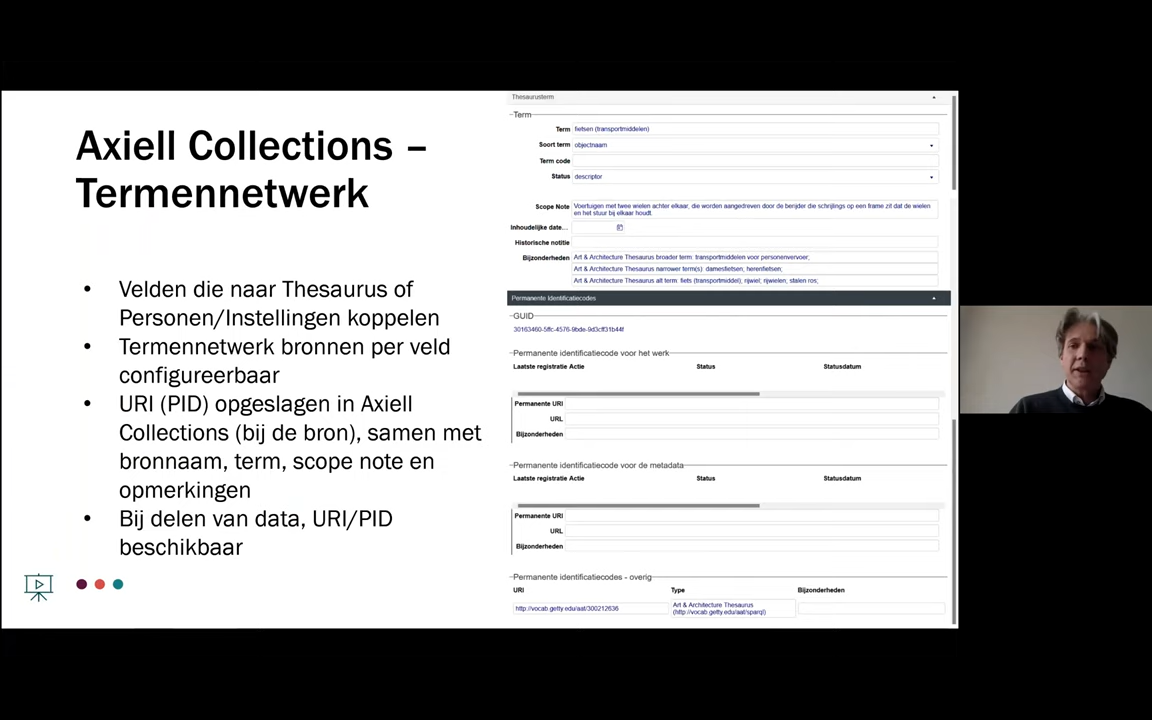 Axiell Collections –
Termennetwerk
• Velden die naar Thesaurus of
Personen/Instellingen koppelen
• Termennetwerk bronnen per veld
configureerbaar
• URI (PID) opgeslagen in Axiell
Collections (bij de bron), samen met
bronnaam, term, scope note en
opmerkingen
• Bij delen van data, URI/PID
beschikbaar
Thesaurusterm
Term
Term fietsen (transportmiddelen)
Soort term objectnaam
Term code
Status descriptor
Scope Note Voertuigen met twee wielen achter elkaar, die worden aangedreven door de berijder die schrijlings op een frame zit dat de wielen
en het stuur bij elkaar houdt.
Inhoudelijke date...
Historische notitie
Bijzonderheden Art & Architecture Thesaurus broader term: transportmiddelen voor personenvervoer;
Art & Architecture Thesaurus narrower term(s): damesfietsen; herenfietsen;
Art & Architecture Thesaurus alt term: fiets (transportmiddel); rijwiel; rijwielen; stalen ros;
Permanente Identificatiecodes
GUID
30163460-5ffc-4576-9bde-9d3cff31b44f
Permanente identificatiecode voor het werk
Laatste registratie Actie Status Statusdatum
Permanente URI
URL
Bijzonderheden
Permanente identificatiecode voor de metadata
Laatste registratie Actie Status Statusdatum
Permanente URI
URL
Bijzonderheden
Permanente identificatiecodes - overig
URI Type Bijzonderheden
http://vocab.getty.edu/aat/300212636 Art & Architecture Thesaurus
(http://vocab.getty.edu/aat/sparql)